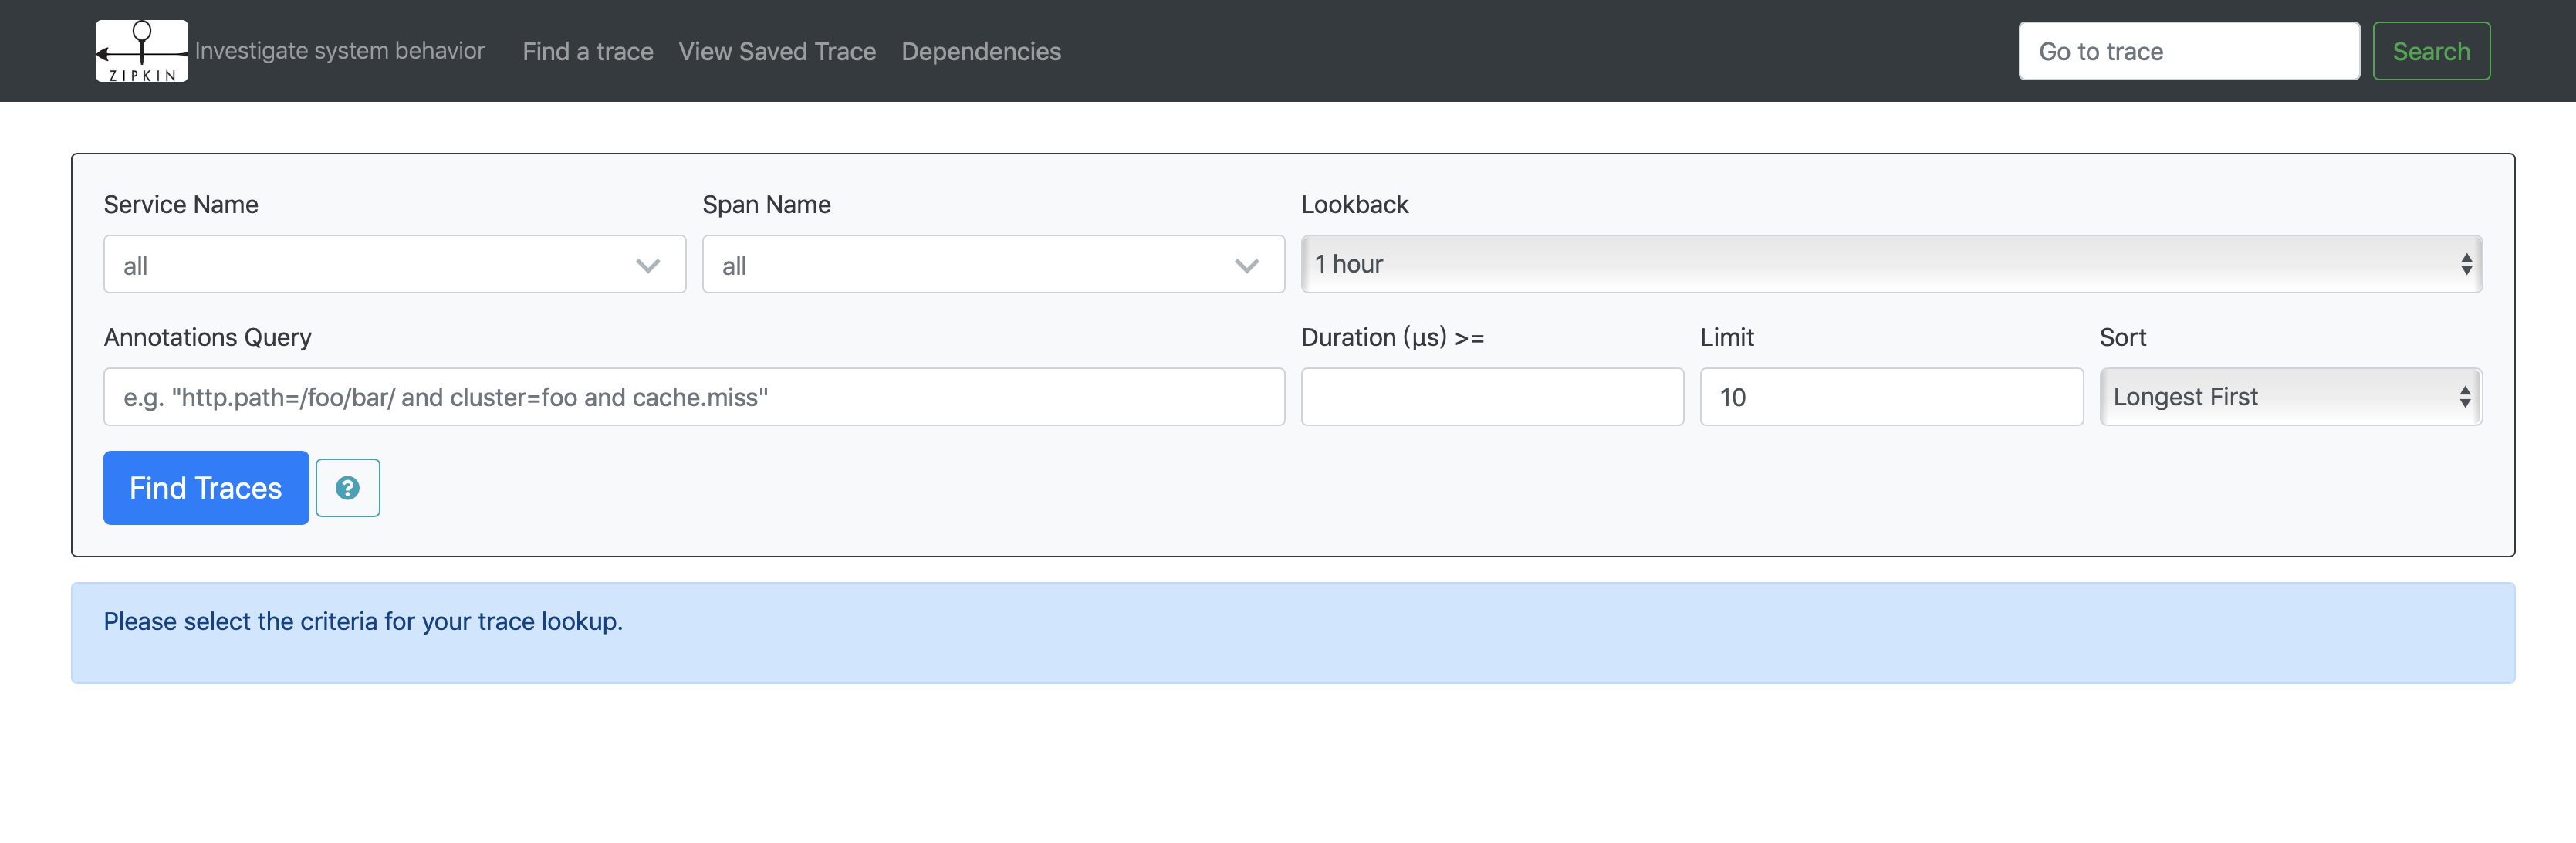 ZIPKIN
Investigate system behavior Find a trace View Saved Trace Dependencies Go to trace Search
Service Name Span Name Lookback
all all 1 hour
Annotations Query Duration (μs) >= Limit Sort
e.g. "http.path=/foo/bar/ and cluster=foo and cache.miss" 10 Longest First
Find Traces ?
Please select the criteria for your trace lookup.